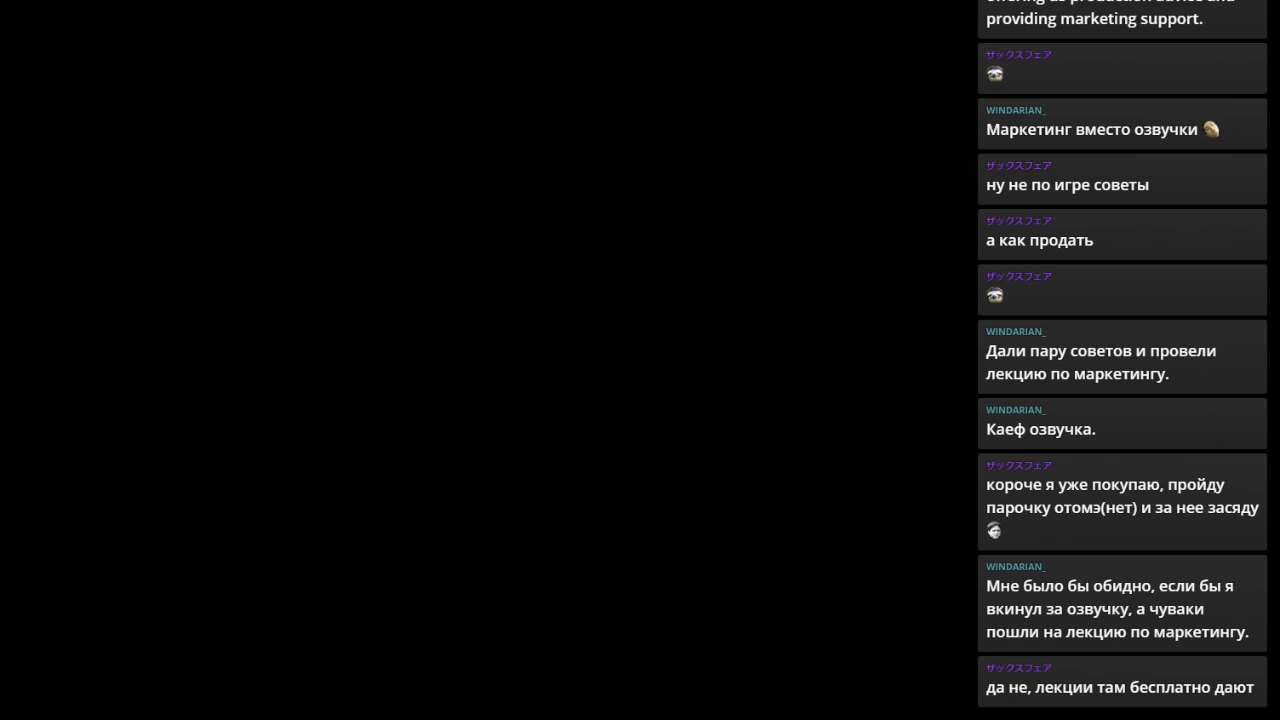 offering us production advice and
providing marketing support.
ザックスフェア
WINDARIAN_
Маркетинг вместо озвучки
ザックスフェア
ну не по игре советы
ザックスフェア
а как продать
ザックスフェア
WINDARIAN_
Дали пару советов и провели
лекцию по маркетингу.
WINDARIAN_
Каеф озвучка.
ザックスフェア
короче я уже покупаю, пройду
парочку отомэ(нет) и за нее засяду
WINDARIAN_
Мне было бы обидно, если бы я
вкинул за озвучку, а чуваки
пошли на лекцию по маркетингу.
ザックスフェア
да не, лекции там бесплатно дают